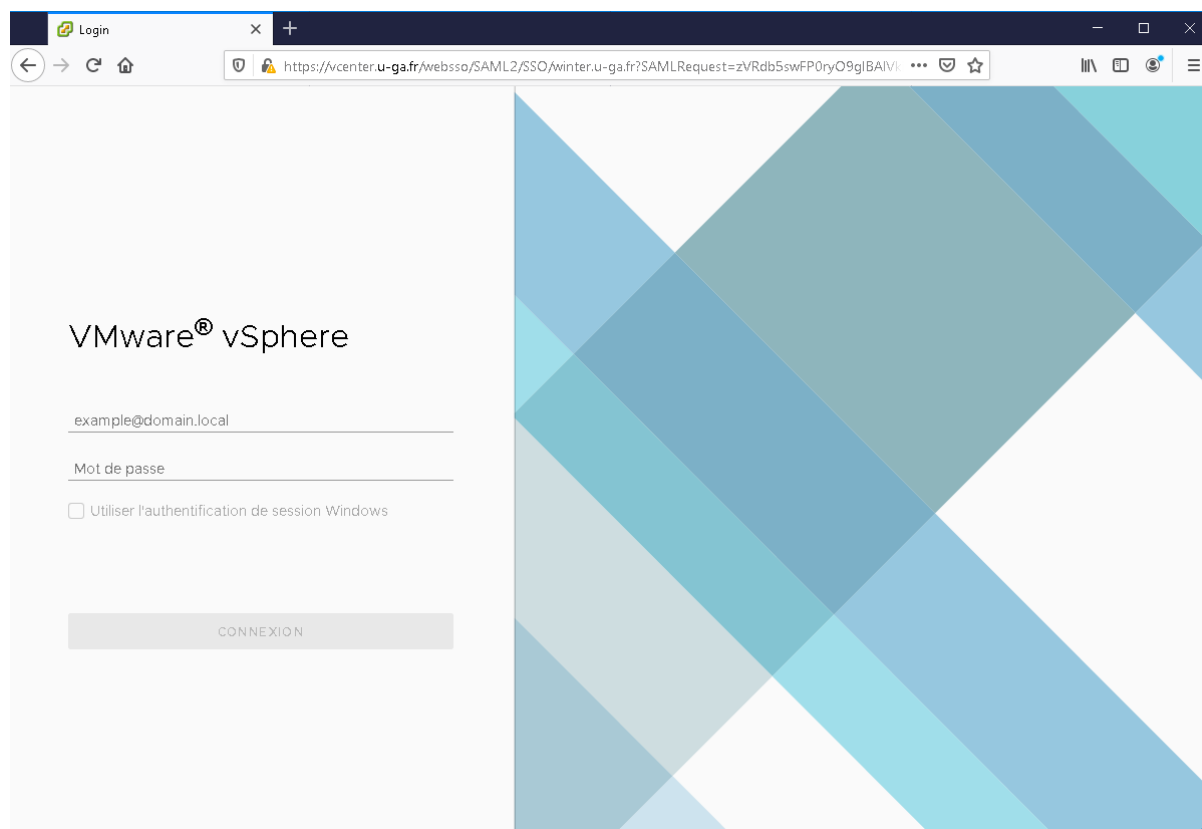 Login
https://vcenter.u-ga.fr/websso/SAML2/SSO/winter.u-ga.fr?SAMLRequest=zVRdb5swFP0ryO9glBAlVk
VMware® vSphere
example@domain.local
Mot de passe
Utiliser l'authentification de session Windows
CONNEXION